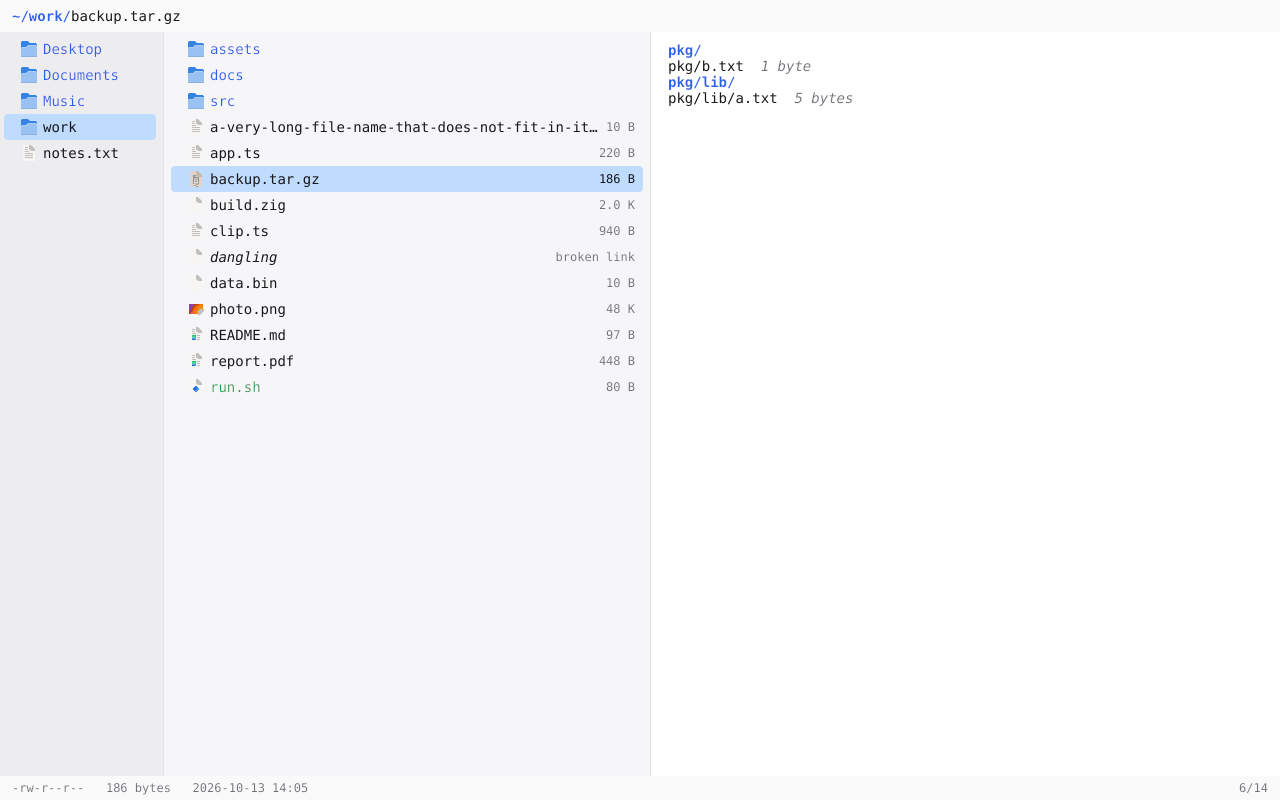 ~/work/backup.tar.gz
Desktop
Documents
Music
work
notes.txt
assets
docs
src
a-very-long-file-name-that-does-not-fit-in-it… 10 B
app.ts 220 B
backup.tar.gz 186 B
build.zig 2.0 K
clip.ts 940 B
dangling broken link
data.bin 10 B
photo.png 48 K
README.md 97 B
report.pdf 448 B
run.sh 80 B
pkg/
pkg/b.txt 1 byte
pkg/lib/
pkg/lib/a.txt 5 bytes
-rw-r--r-- 186 bytes 2026-10-13 14:05 6/14